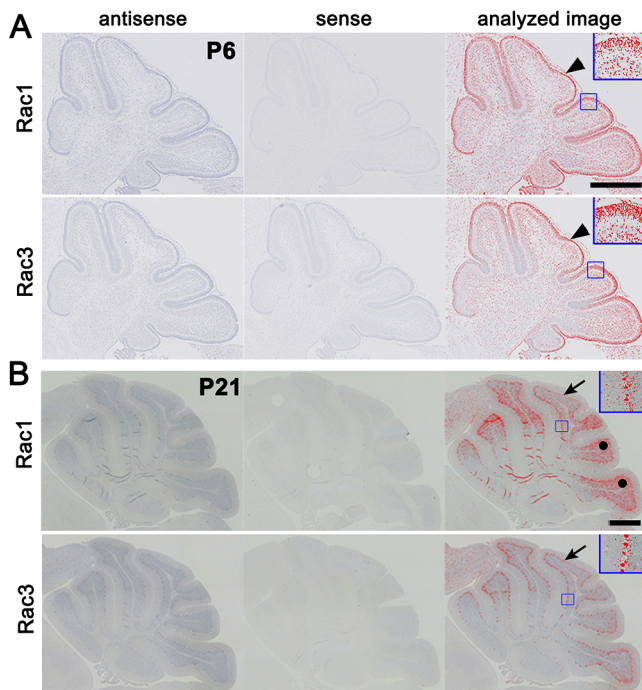 antisense sense analyzed image
A
P6
Rac1
Rac3
B
P21
Rac1
Rac3